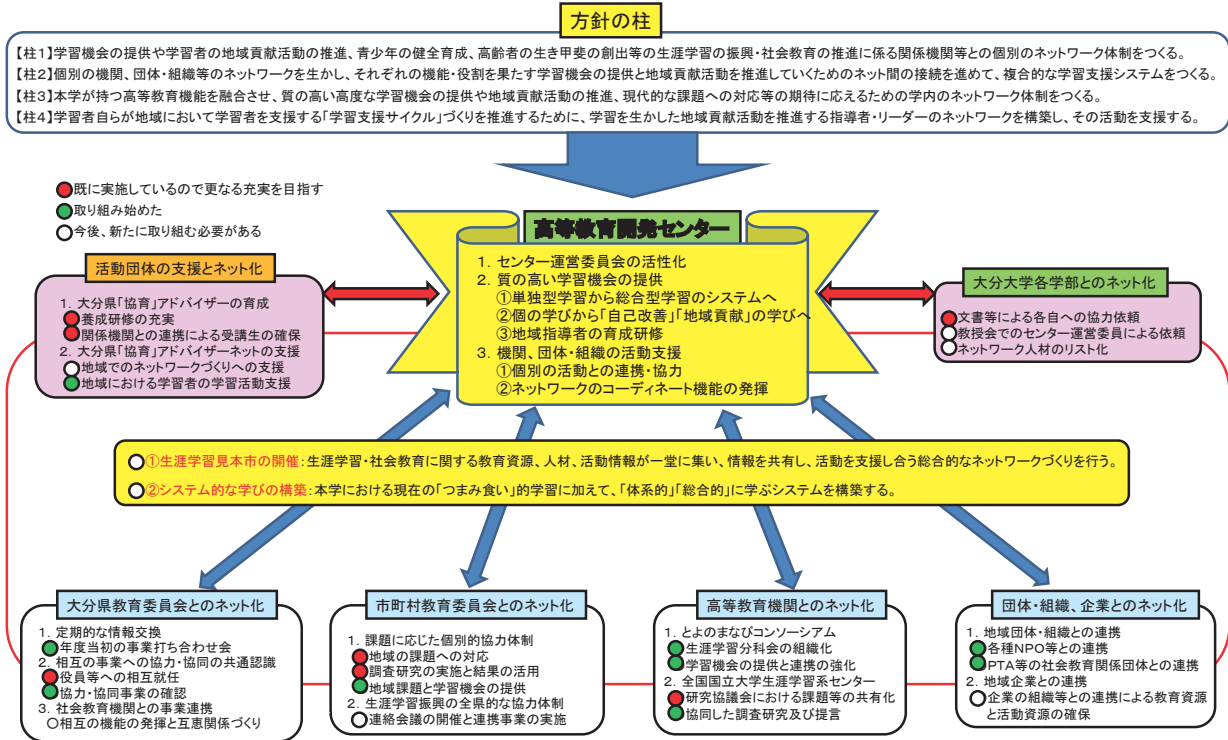 方針の柱
【柱1】学習機会の提供や学習者の地域貢献活動の推進、青少年の健全育成、高齢者の生き甲斐の創出等の生涯学習の振興・社会教育の推進に係る関係機関等との個別のネットワーク体制をつくる。
【柱2】個別の機関、団体・組織等のネットワークを生かし、それぞれの機能・役割を果たす学習機会の提供と地域貢献活動を推進していくためのネット間の接続を進めて、複合的な学習支援システムをつくる。
【柱3】本学が持つ高等教育機能を融合させ、質の高い高度な学習機会の提供や地域貢献活動の推進、現代的な課題への対応等の期待に応えるための学内のネットワーク体制をつくる。
【柱4】学習者自らが地域において学習者を支援する「学習支援サイクル」づくりを推進するために、学習を生かした地域貢献活動を推進する指導者・リーダーのネットワークを構築し、その活動を支援する。
●既に実施しているので更なる充実を目指す
●取り組み始めた
○今後、新たに取り組む必要がある
高等教育開発センター
1. センター運営委員会の活性化
2. 質の高い学習機会の提供
①単独型学習から総合型学習のシステムへ
②個の学びから「自己改善」「地域貢献」の学びへ
③地域指導者の育成研修
3. 機関、団体・組織の活動支援
①個別の活動との連携・協力
②ネットワークのコーディネート機能の発揮
活動団体の支援とネット化
1. 大分県「協育」アドバイザーの育成
●養成研修の充実
●関係機関との連携による受講生の確保
2. 大分県「協育」アドバイザーネットの支援
○地域でのネットワークづくりへの支援
●地域における学習者の学習活動支援
大分大学各学部とのネット化
●文書等による各自への協力依頼
○教授会でのセンター運営委員による依頼
○ネットワーク人材のリスト化
○①生涯学習見本市の開催：生涯学習・社会教育に関する教育資源、人材、活動情報が一堂に集い、情報を共有し、活動を支援し合う総合的なネットワークづくりを行う。
○②システム的な学びの構築：本学における現在の「つまみ食い」的学習に加えて、「体系的」「総合的」に学ぶシステムを構築する。
大分県教育委員会とのネット化
1. 定期的な情報交換
●年度当初の事業打ち合わせ会
2. 相互の事業への協力・協同の共通認識
●役員等への相互就任
●協力・協同事業の確認
3. 社会教育機関との事業連携
○相互の機能の発揮と互恵関係づくり
市町村教育委員会とのネット化
1. 課題に応じた個別的協力体制
●地域の課題への対応
●調査研究の実施と結果の活用
●地域課題と学習機会の提供
2. 生涯学習振興の全県的な協力体制
○連絡会議の開催と連携事業の実施
高等教育機関とのネット化
1. とよのまなびコンソーシアム
●生涯学習分科会の組織化
●学習機会の提供と連携の強化
2. 全国国立大学生涯学習系センター
●研究協議会における課題等の共有化
●協同した調査研究及び提言
団体・組織、企業とのネット化
1. 地域団体・組織との連携
●各種NPO等との連携
●PTA等の社会教育関係団体との連携
2. 地域企業との連携
○企業の組織等との連携による教育資源
と活動資源の確保